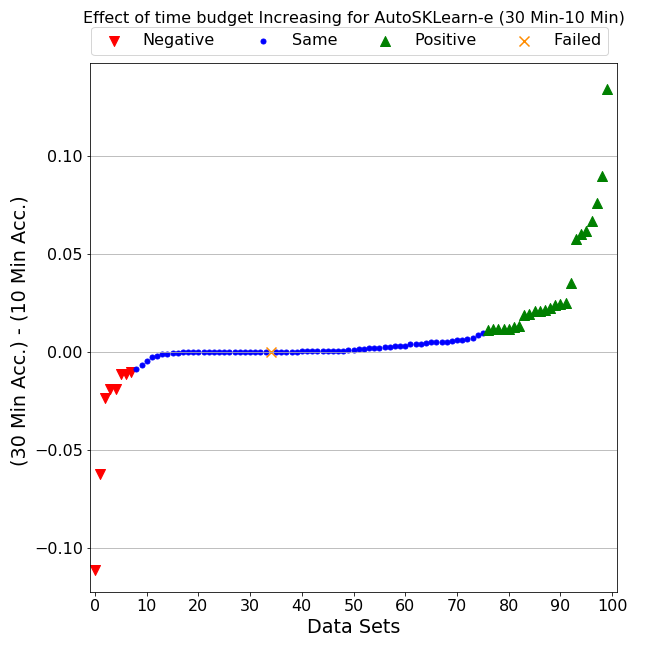 Effect of time budget Increasing for AutoSKLearn-e (30 Min-10 Min)
Negative Same Positive Failed
0.10
0.05
0.00
−0.05
−0.10
(30 Min Acc.) - (10 Min Acc.)
0 10 20 30 40 50 60 70 80 90 100
Data Sets